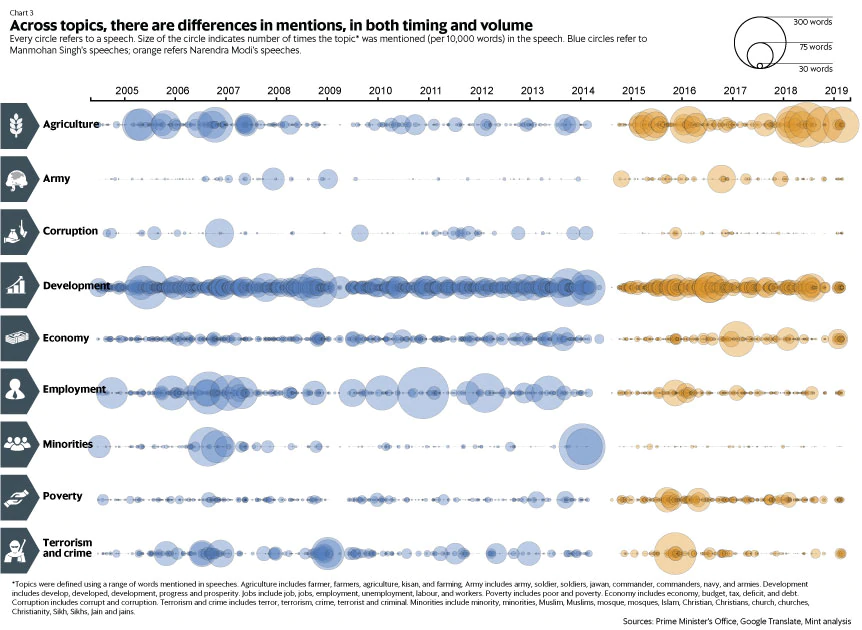 Chart 3
Across topics, there are differences in mentions, in both timing and volume
Every circle refers to a speech. Size of the circle indicates number of times the topic* was mentioned (per 10,000 words) in the speech. Blue circles refer to
Manmohan Singh's speeches; orange refers Narendra Modi's speeches.
300 words
75 words
30 words
2005 2006 2007 2008 2009 2010 2011 2012 2013 2014 2015 2016 2017 2018 2019
Agriculture
Army
Corruption
Development
Economy
Employment
Minorities
Poverty
Terrorism
and crime
*Topics were defined using a range of words mentioned in speeches. Agriculture includes farmer, farmers, agriculture, kisan, and farming. Army includes army, soldier, soldiers, jawan, commander, commanders, navy, and armies. Development
includes develop, developed, development, progress and prosperity. Jobs include job, jobs, employment, unemployment, labour, and workers. Poverty includes poor and poverty. Economy includes economy, budget, tax, deficit, and debt.
Corruption includes corrupt and corruption. Terrorism and crime includes terror, terrorism, crime, terrorist and criminal. Minorities include minority, minorities, Muslim, Muslims, mosque, mosques, Islam, Christian, Christians, church, churches,
Christianity, Sikh, Sikhs, Jain and jains.
Sources: Prime Minister's Office, Google Translate, Mint analysis